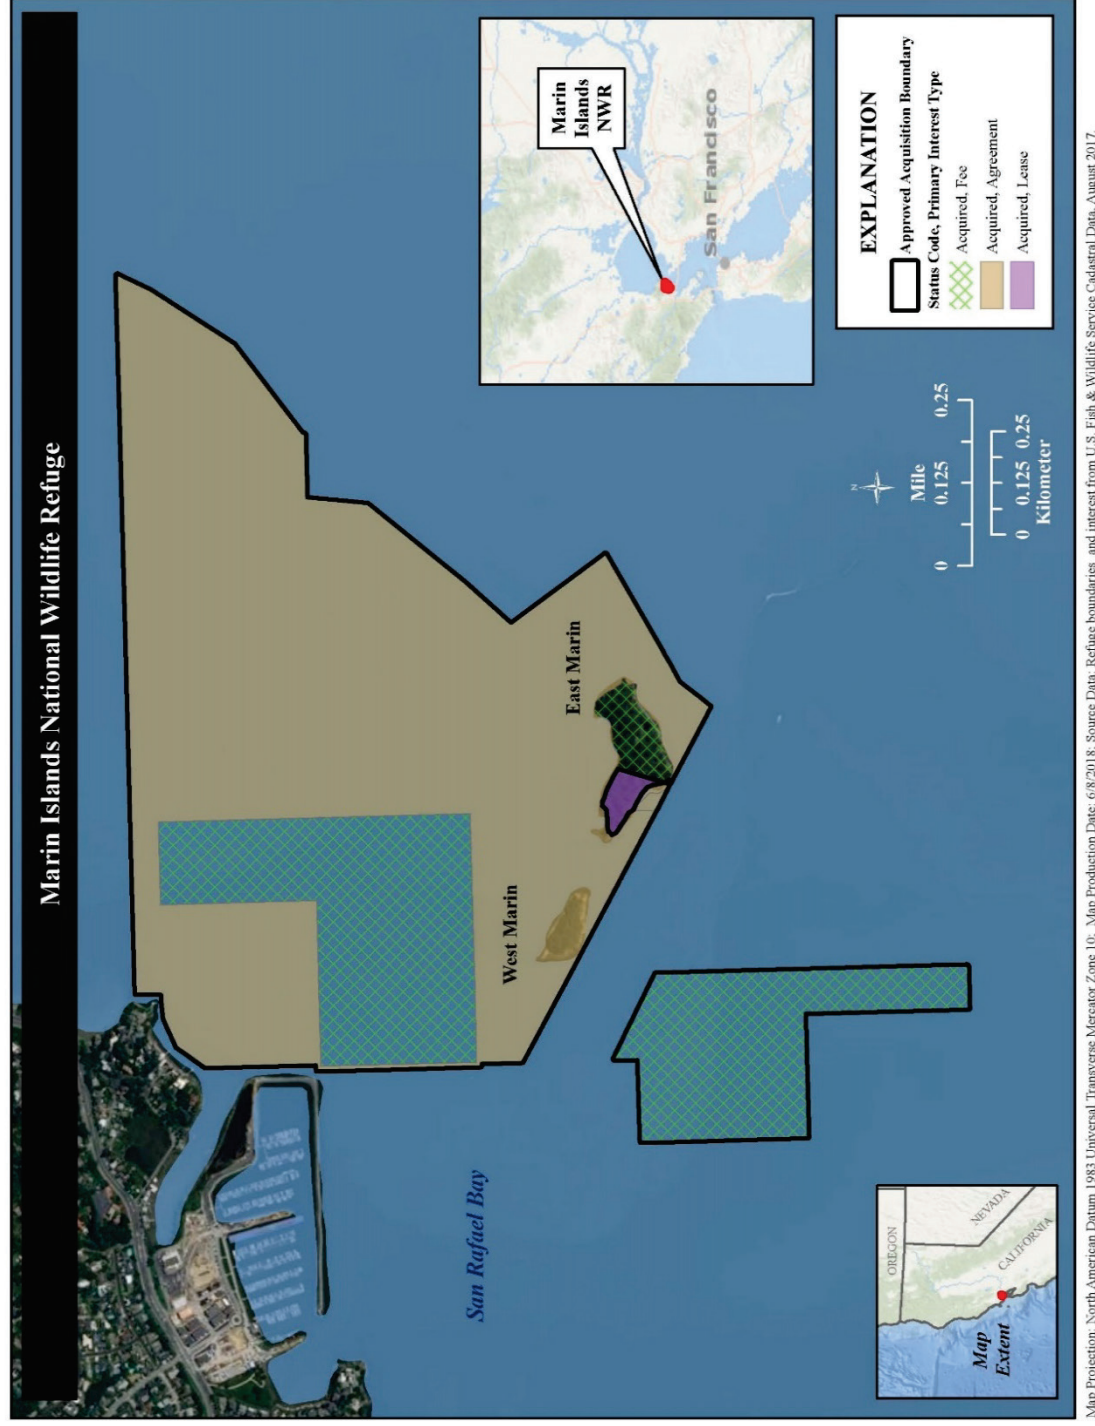 Marin Islands National Wildlife Refuge
San Rafael Bay
West Marin
East Marin
Marin
Islands
NWR
San Francisco
OREGON
NEVADA
CALIFORNIA
Map
Extent
N
Mile
0 0.125 0.25
0 0.125 0.25
Kilometer
EXPLANATION
Approved Acquisition Boundary
Status Code, Primary Interest Type
Acquired, Fee
Acquired, Agreement
Acquired, Lease
Map Projection: North American Datum 1983 Universal Transverse Mercator Zone 10; Map Production Date: 6/8/2018; Source Data: Refuge boundaries and interest from U.S. Fish & Wildlife Service Cadastral Data, August 2017.